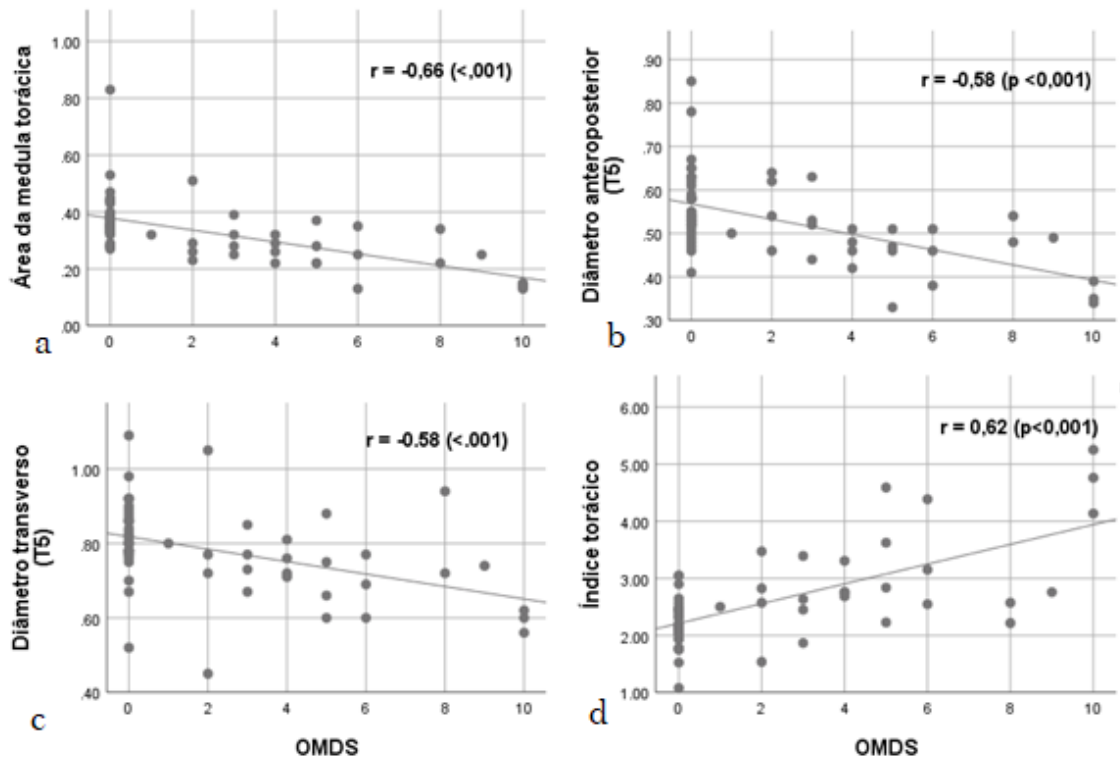 Área da medula torácica
1.00
.80
.60
.40
.20
.00
r = -0,66 (<,001)
0 2 4 6 8 10
a
Diâmetro anteroposterior
(T5)
.90
.80
.70
.60
.50
.40
.30
r = -0,58 (p <0,001)
0 2 4 6 8 10
b
Diâmetro transverso
(T5)
1.00
.80
.60
.40
r = -0.58 (<.001)
0 2 4 6 8 10
c
OMDS
Índice torácico
6.00
5.00
4.00
3.00
2.00
1.00
r = 0,62 (p<0,001)
0 2 4 6 8 10
d
OMDS